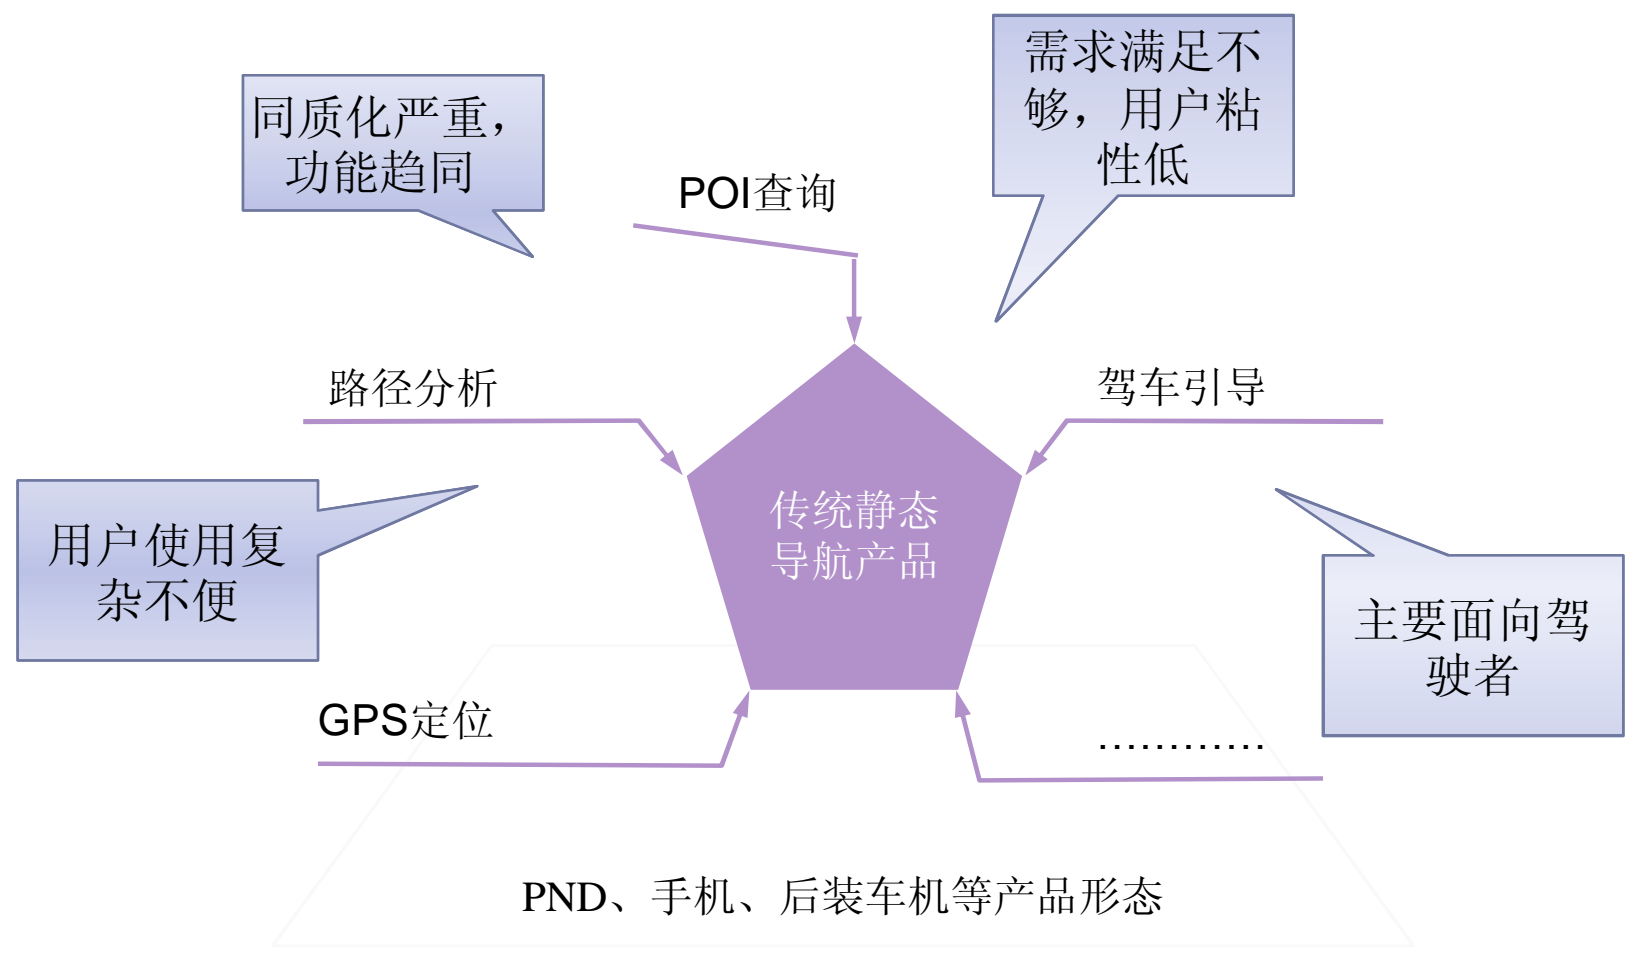 需求满足不
够，用户粘
性低
同质化严重，
功能趋同
POI查询
路径分析
驾车引导
用户使用复
杂不便
传统静态
导航产品
主要面向驾
驶者
GPS定位
…………
PND、手机、后装车机等产品形态